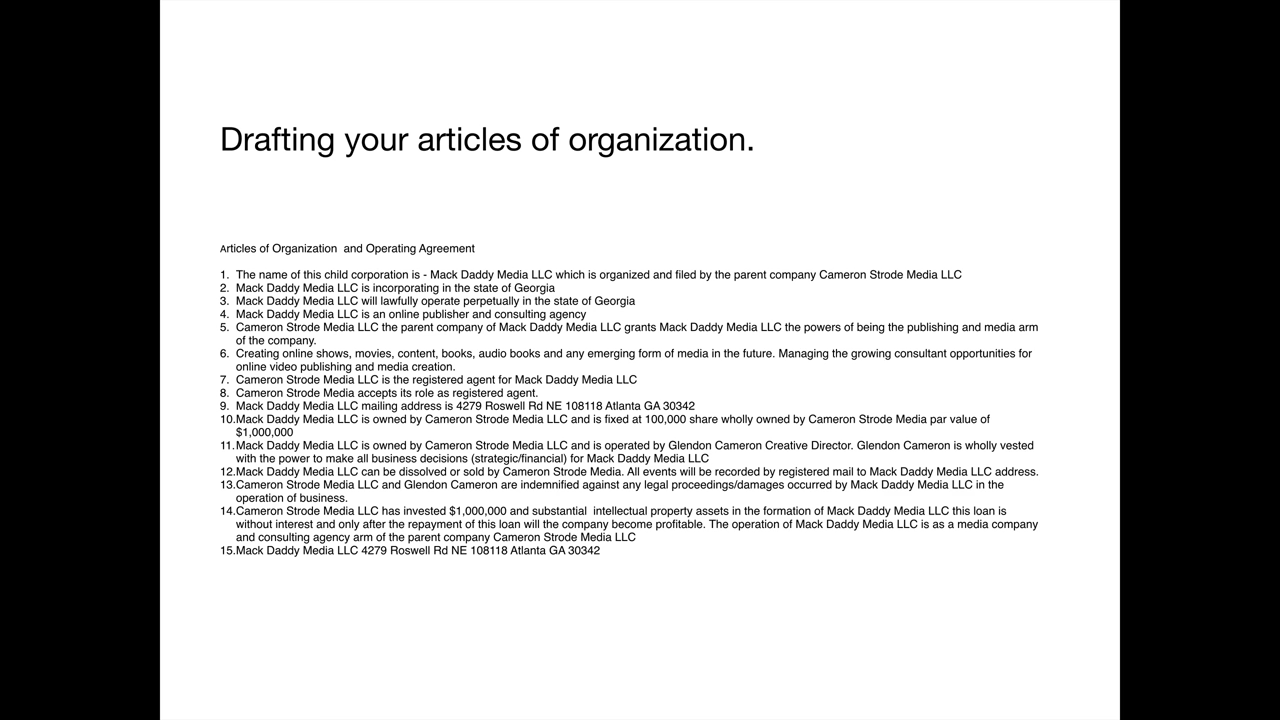 Drafting your articles of organization.
Articles of Organization  and Operating Agreement
1. The name of this child corporation is - Mack Daddy Media LLC which is organized and filed by the parent company Cameron Strode Media LLC
2. Mack Daddy Media LLC is incorporating in the state of Georgia
3. Mack Daddy Media LLC will lawfully operate perpetually in the state of Georgia
4. Mack Daddy Media LLC is an online publisher and consulting agency
5. Cameron Strode Media LLC the parent company of Mack Daddy Media LLC grants Mack Daddy Media LLC the powers of being the publishing and media arm
of the company.
6. Creating online shows, movies, content, books, audio books and any emerging form of media in the future. Managing the growing consultant opportunities for
online video publishing and media creation.
7. Cameron Strode Media LLC is the registered agent for Mack Daddy Media LLC
8. Cameron Strode Media accepts its role as registered agent.
9. Mack Daddy Media LLC mailing address is 4279 Roswell Rd NE 108118 Atlanta GA 30342
10.Mack Daddy Media LLC is owned by Cameron Strode Media LLC and is fixed at 100,000 share wholly owned by Cameron Strode Media par value of
$1,000,000
11.Mack Daddy Media LLC is owned by Cameron Strode Media LLC and is operated by Glendon Cameron Creative Director. Glendon Cameron is wholly vested
with the power to make all business decisions (strategic/financial) for Mack Daddy Media LLC
12.Mack Daddy Media LLC can be dissolved or sold by Cameron Strode Media. All events will be recorded by registered mail to Mack Daddy Media LLC address.
13.Cameron Strode Media LLC and Glendon Cameron are indemnified against any legal proceedings/damages occurred by Mack Daddy Media LLC in the
operation of business.
14.Cameron Strode Media LLC has invested $1,000,000 and substantial  intellectual property assets in the formation of Mack Daddy Media LLC this loan is
without interest and only after the repayment of this loan will the company become profitable. The operation of Mack Daddy Media LLC is as a media company
and consulting agency arm of the parent company Cameron Strode Media LLC
15.Mack Daddy Media LLC 4279 Roswell Rd NE 108118 Atlanta GA 30342